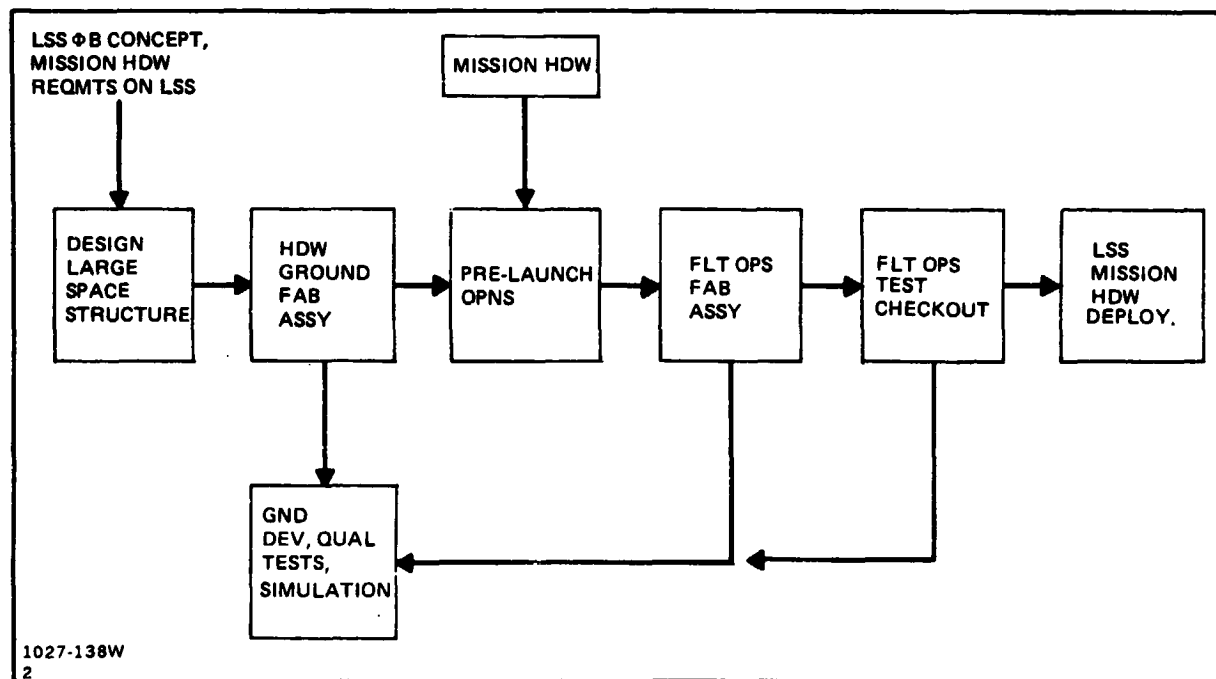 LSS ΦB CONCEPT,
MISSION HDW
REQMTS ON LSS
MISSION HDW
DESIGN
LARGE
SPACE
STRUCTURE
HDW
GROUND
FAB
ASSY
PRE-LAUNCH
OPNS
FLT OPS
FAB
ASSY
FLT OPS
TEST
CHECKOUT
LSS
MISSION
HDW
DEPLOY.
GND
DEV, QUAL
TESTS,
SIMULATION
1027-138W
2